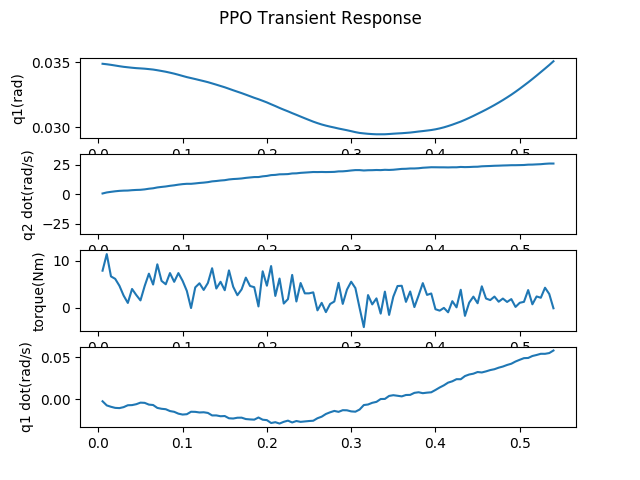 PPO Transient Response
q1(rad)
0.035
0.030
0.0 0.1 0.2 0.3 0.4 0.5
q2 dot(rad/s)
25
0
−25
0.0 0.1 0.2 0.3 0.4 0.5
torque(Nm)
10
0
0.0 0.1 0.2 0.3 0.4 0.5
q1 dot(rad/s)
0.05
0.00
0.0 0.1 0.2 0.3 0.4 0.5